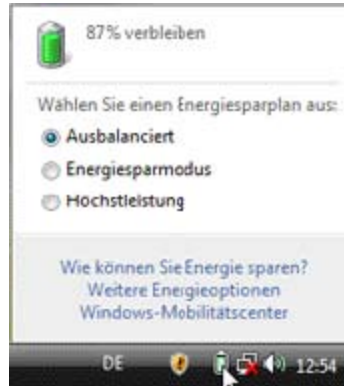 87% verbleiben
Wählen Sie einen Energiesparplan aus:
Ausbalanciert
Energiesparmodus
Höchstleistung
Wie können Sie Energie sparen?
Weitere Energieoptionen
Windows-Mobilitätscenter
DE 12:54